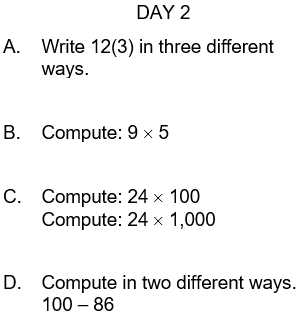 DAY 2
A. Write 12(3) in three different
ways.
B. Compute: 9 × 5
C. Compute: 24 × 100
Compute: 24 × 1,000
D. Compute in two different ways.
100 – 86